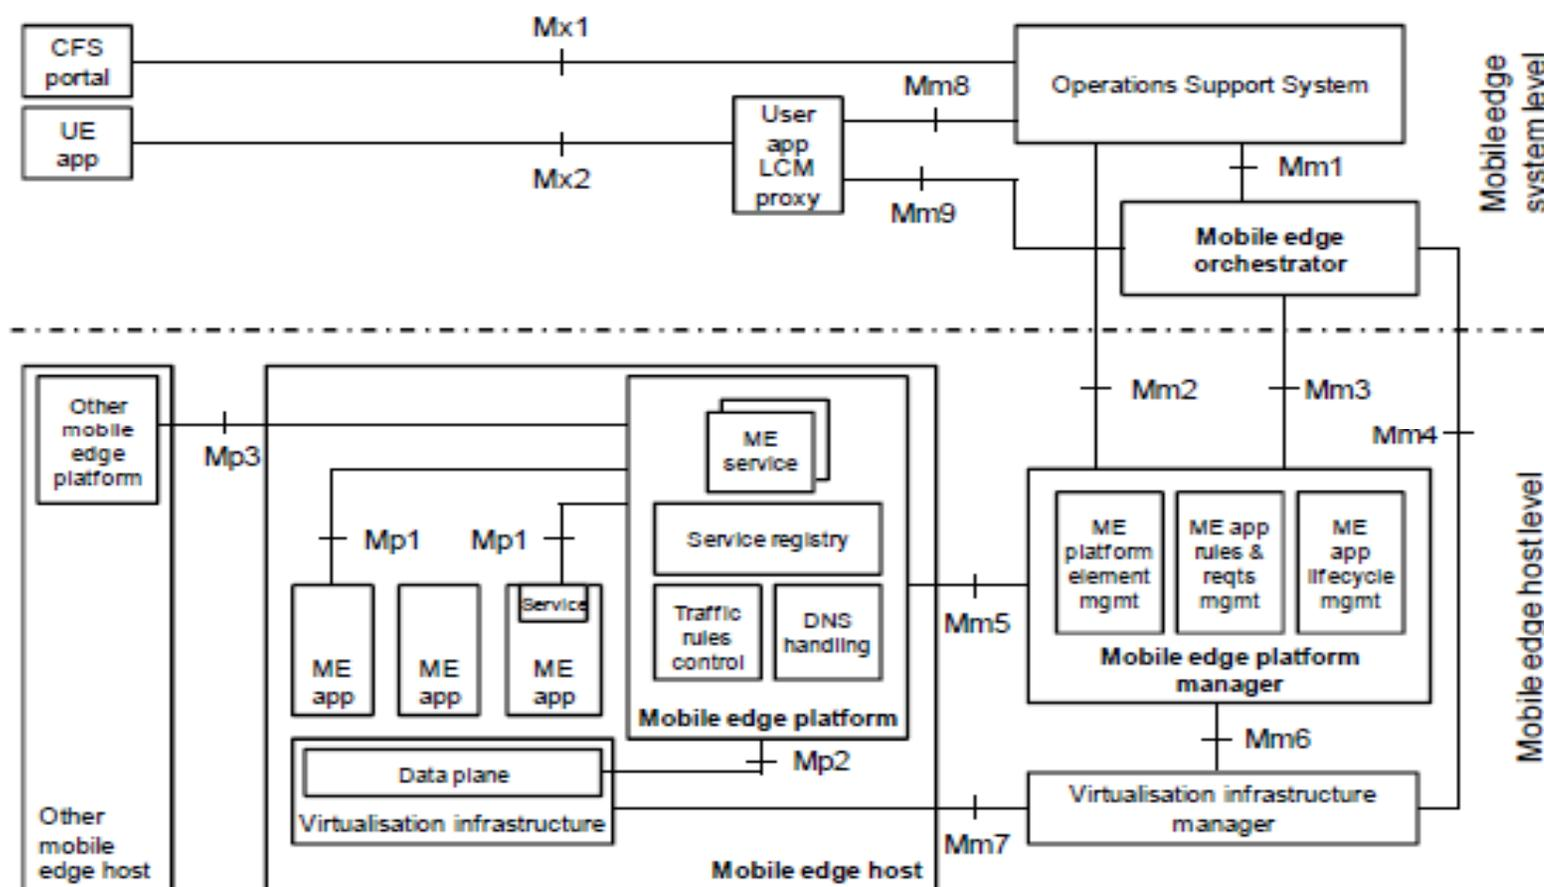 Mx1
CFS
portal
Operations Support System
Mm8
UE
app
User
app
LCM
proxy
Mx2
Mm9
Mm1
Mobile edge
orchestrator
Mobile edge
system level
Mm2
Mm3
Mm4
Other
mobile
edge
platform
Mp3
ME
service
Service registry
Mp1
Mp1
Service
ME
app
ME
app
ME
app
Traffic
rules
control
DNS
handling
Mobile edge platform
Mm5
ME
platform
element
mgmt
ME app
rules &
reqts
mgmt
ME
app
lifecycle
mgmt
Mobile edge platform
manager
Mm6
Mp2
Data plane
Virtualisation infrastructure
Mm7
Virtualisation infrastructure
manager
Other
mobile
edge host
Mobile edge host
Mobile edge host level